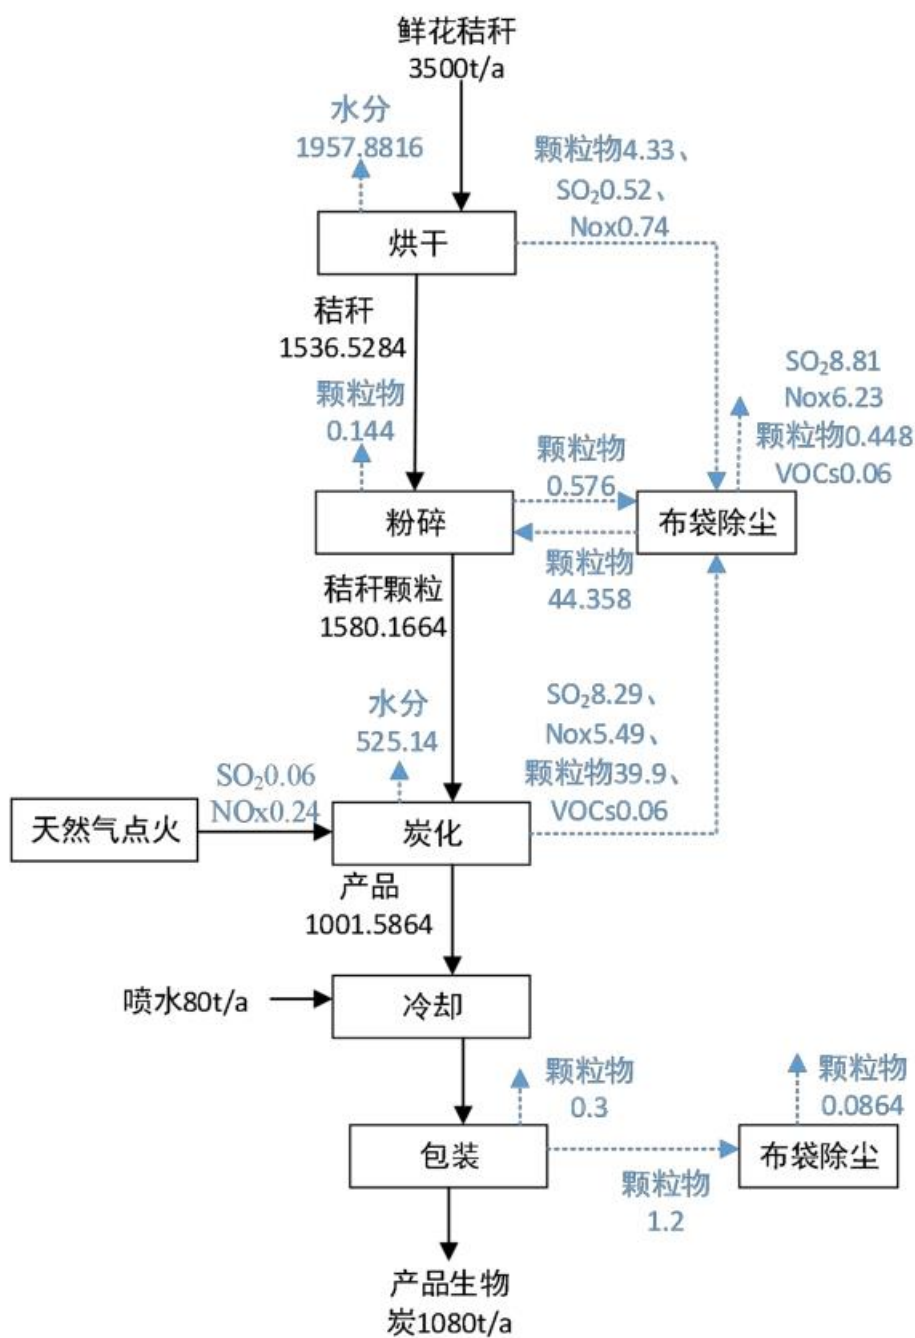 鲜花秸秆
3500t/a
水分
1957.8816
颗粒物4.33、
SO₂0.52、
Nox0.74
烘干
秸秆
1536.5284
颗粒物
0.144
颗粒物
0.576
SO₂8.81
Nox6.23
颗粒物0.448
VOCs0.06
粉碎
布袋除尘
颗粒物
44.358
秸秆颗粒
1580.1664
水分
525.14
SO₂8.29、
Nox5.49、
颗粒物39.9、
VOCs0.06
SO₂0.06
NOx0.24
天然气点火
炭化
产品
1001.5864
喷水80t/a
冷却
颗粒物
0.3
颗粒物
0.0864
包装
布袋除尘
颗粒物
1.2
产品生物
炭1080t/a